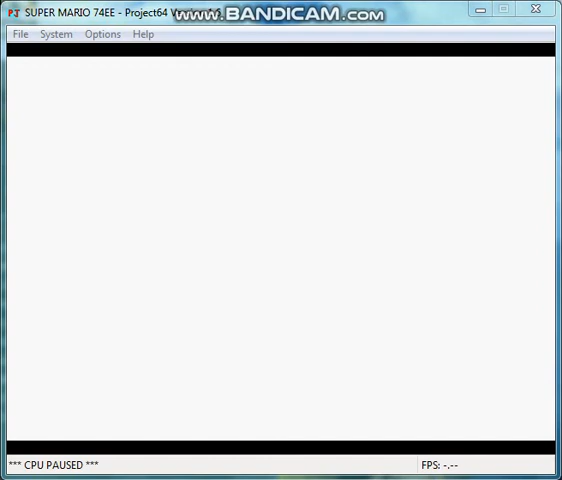 SUPER MARIO 74EE - Project64
www.BANDICAM.com
File System Options Help
*** CPU PAUSED *** FPS: -.--